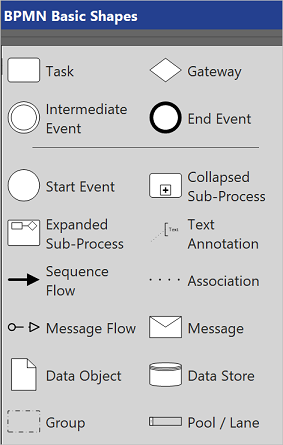 BPMN Basic Shapes
Task
Gateway
Intermediate
Event
End Event
Start Event
Collapsed
Sub-Process
Expanded
Sub-Process
Text
Text
Annotation
Sequence
Flow
Association
Message Flow
Message
Data Object
Data Store
Group
Pool / Lane